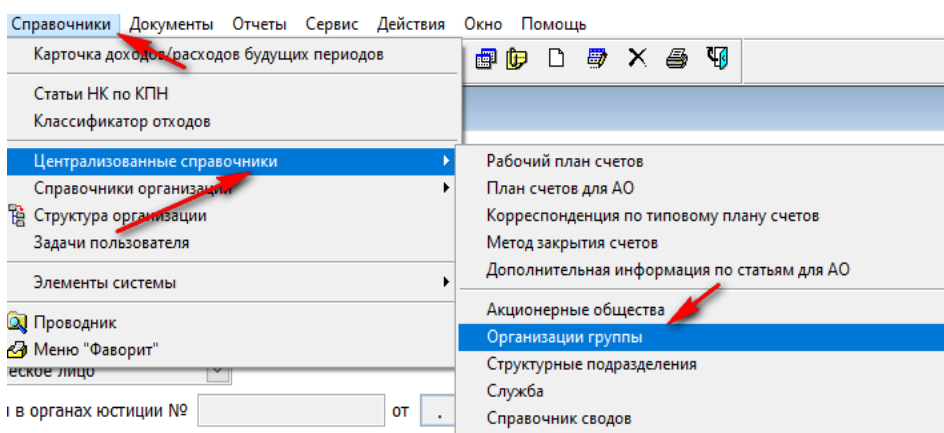 Справочники Документы Отчеты Сервис Действия Окно Помощь
Карточка доходов/расходов будущих периодов
Статьи НК по КПН
Классификатор отходов
Централизованные справочники
Справочники организации
Структура организации
Задачи пользователя
Элементы системы
Проводник
Меню "Фаворит"
Рабочий план счетов
План счетов для АО
Корреспонденция по типовому плану счетов
Метод закрытия счетов
Дополнительная информация по статьям для АО
Акционерные общества
Организации группы
Структурные подразделения
Служба
Справочник сводов
еское лицо
в органах юстиции № от .